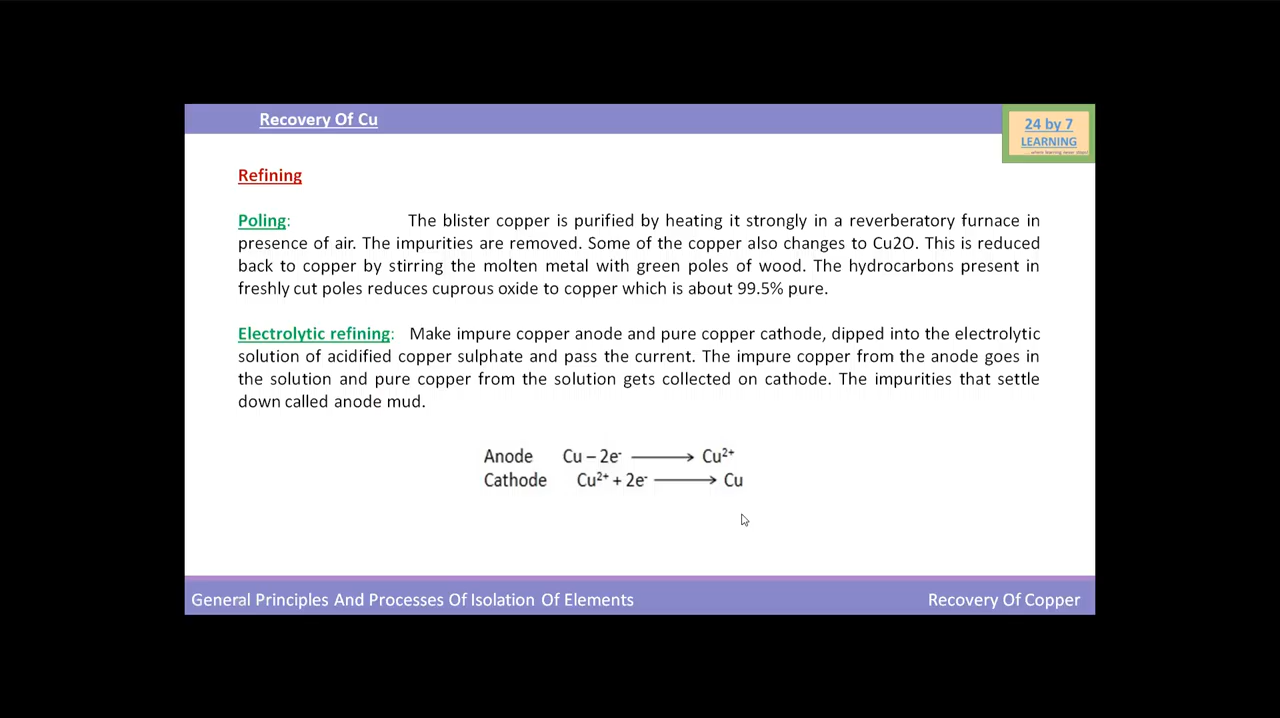 Recovery Of Cu
24 by 7
LEARNING
Refining
Poling: The blister copper is purified by heating it strongly in a reverberatory furnace in
presence of air. The impurities are removed. Some of the copper also changes to Cu2O. This is reduced
back to copper by stirring the molten metal with green poles of wood. The hydrocarbons present in
freshly cut poles reduces cuprous oxide to copper which is about 99.5% pure.
Electrolytic refining: Make impure copper anode and pure copper cathode, dipped into the electrolytic
solution of acidified copper sulphate and pass the current. The impure copper from the anode goes in
the solution and pure copper from the solution gets collected on cathode. The impurities that settle
down called anode mud.
Anode Cu – 2e⁻ ⟶ Cu²⁺
Cathode Cu²⁺ + 2e⁻ ⟶ Cu
General Principles And Processes Of Isolation Of Elements
Recovery Of Copper